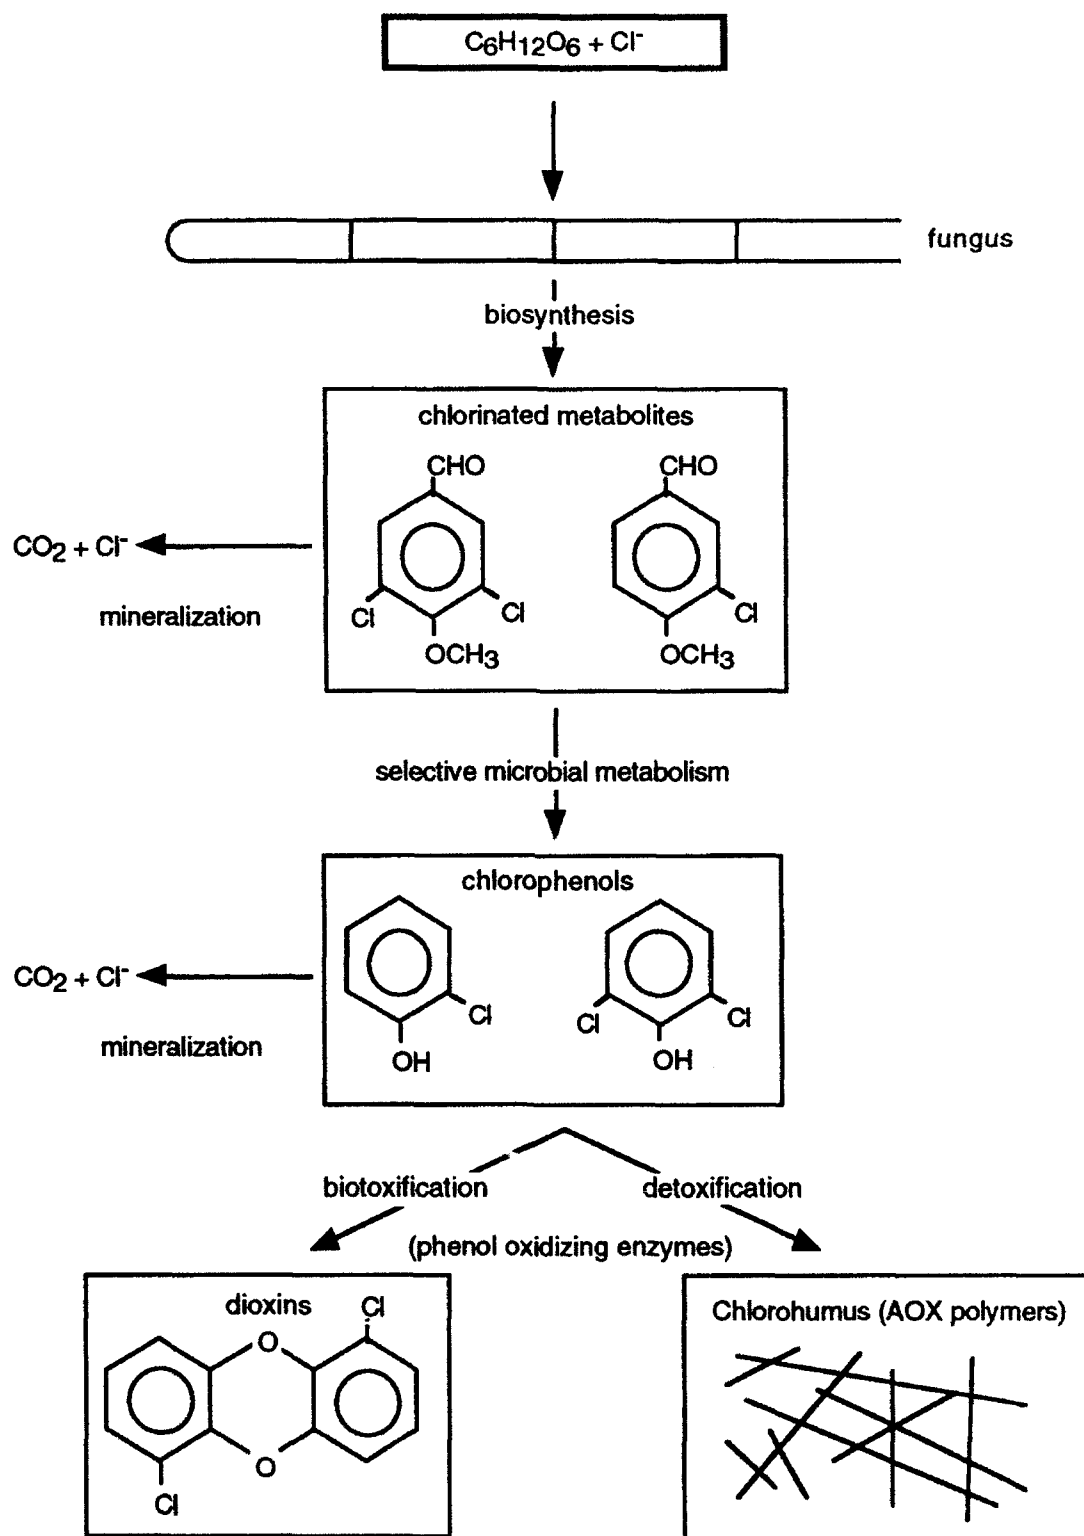 C6H12O6 + Cl-
fungus
biosynthesis
chlorinated metabolites
CHO
CHO
CO2 + Cl-
Cl
Cl
Cl
mineralization
OCH3
OCH3
selective microbial metabolism
chlorophenols
CO2 + Cl-
Cl
Cl
Cl
mineralization
OH
OH
biotoxification
detoxification
(phenol oxidizing enzymes)
dioxins
Cl
Chlorohumus (AOX polymers)
O
O
Cl